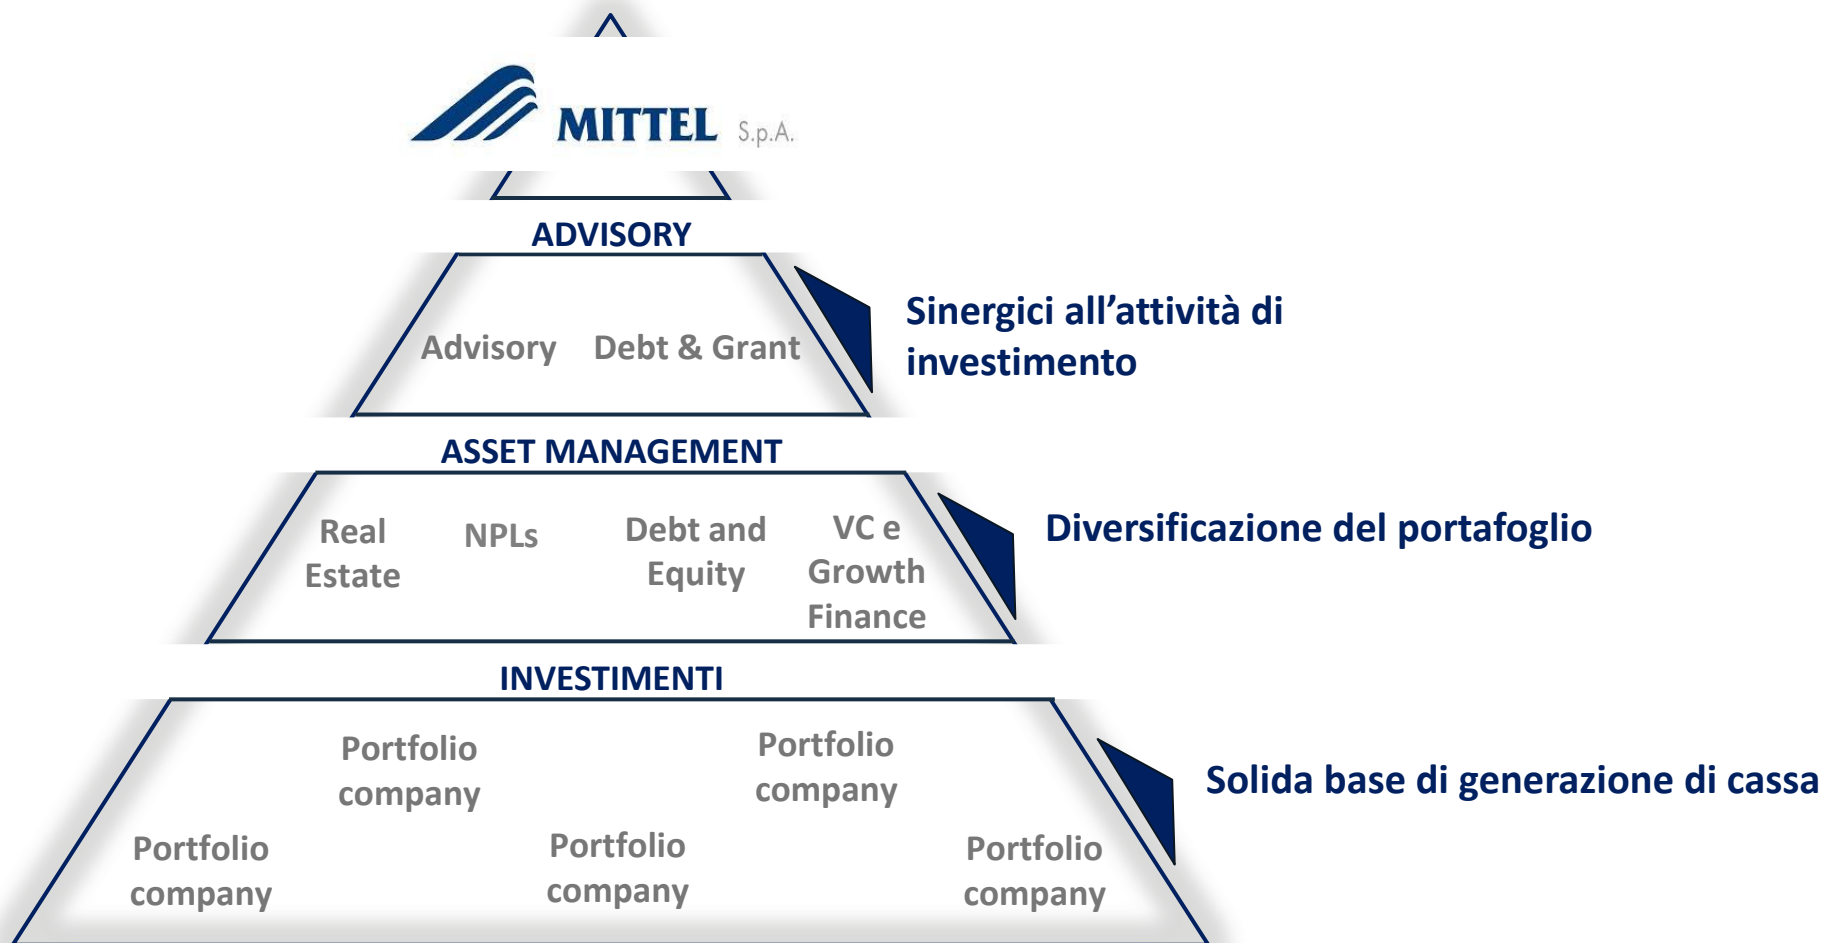 MITTEL S.p.A.
ADVISORY
Advisory
Debt & Grant
Sinergici all’attività di
investimento
ASSET MANAGEMENT
Real
Estate
NPLs
Debt and
Equity
VC e
Growth
Finance
Diversificazione del portafoglio
INVESTIMENTI
Portfolio
company
Portfolio
company
Solida base di generazione di cassa
Portfolio
company
Portfolio
company
Portfolio
company